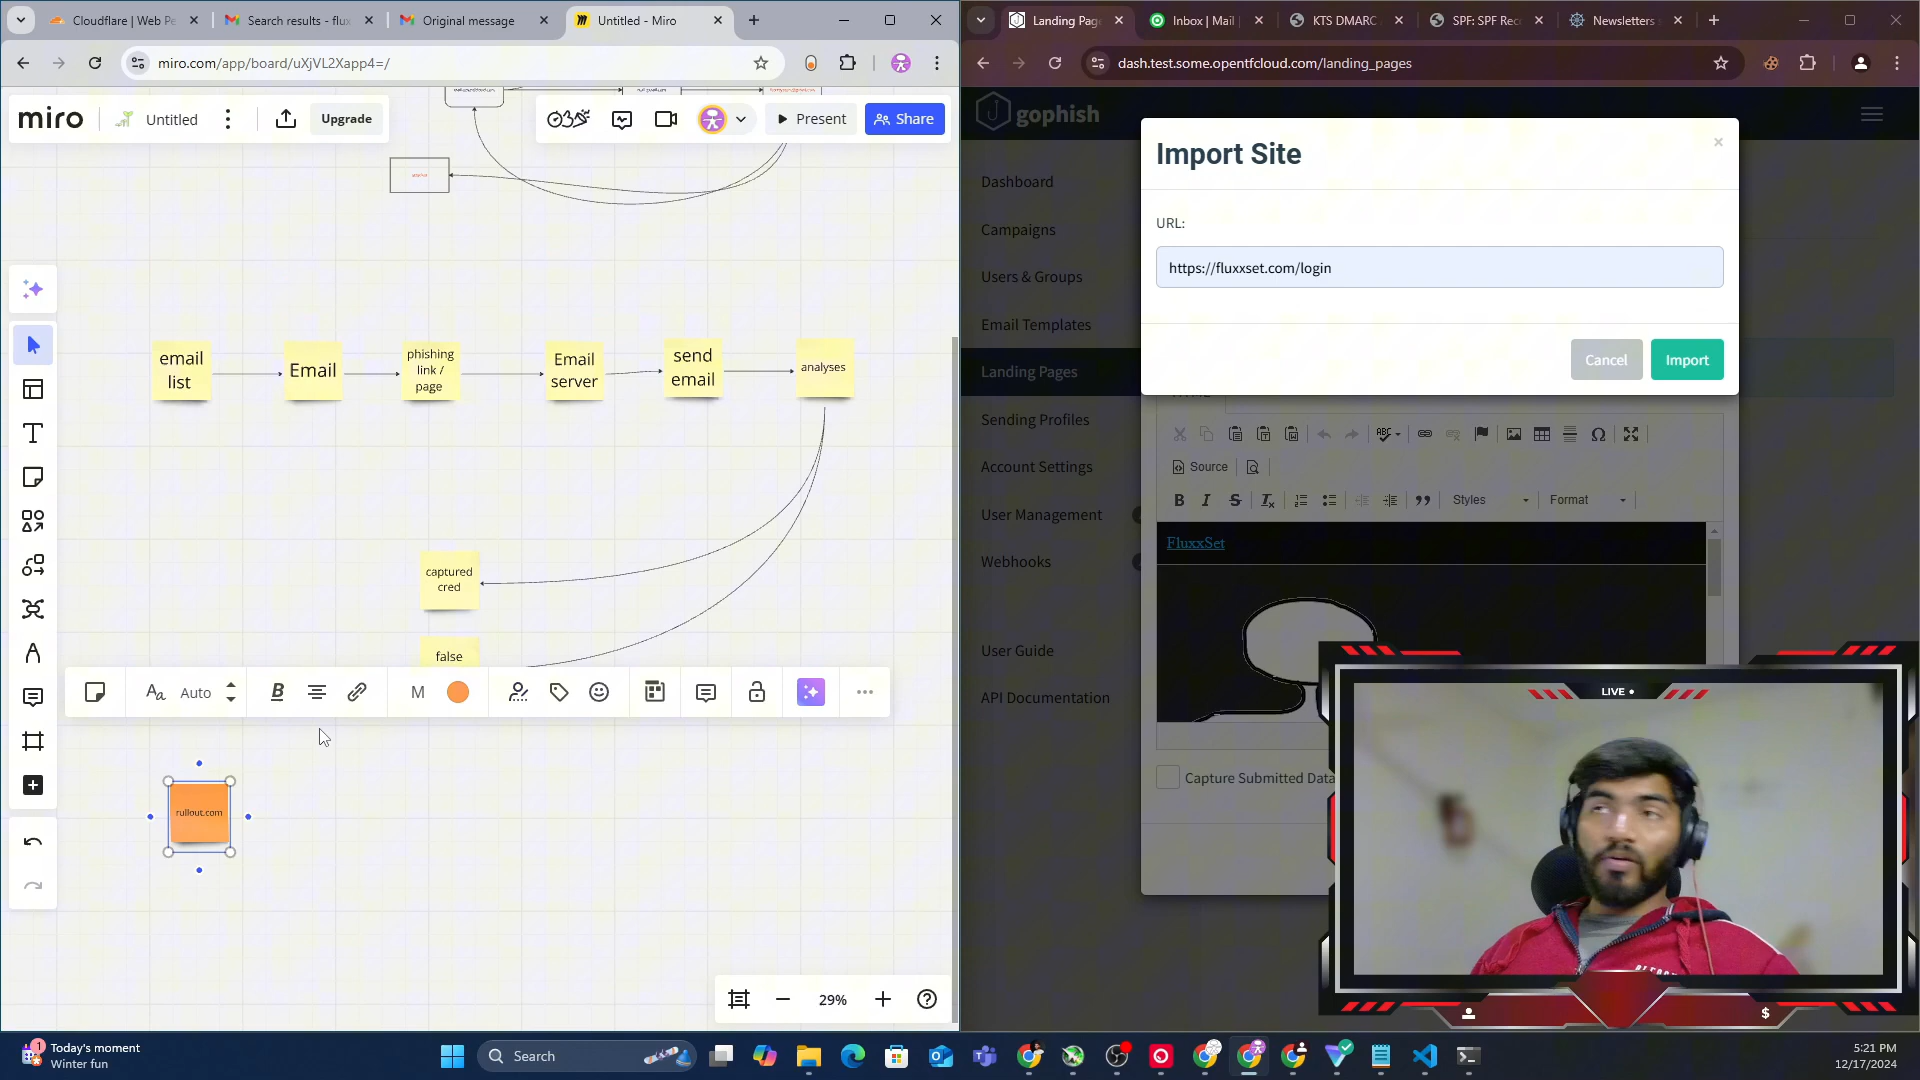 Cloudflare | Web Pe
Search results - flux
Original message
Untitled - Miro
miro.com/app/board/uXjVL2Xapp4=/
miro
Untitled
Upgrade
Present
Share
email
list
Email
phishing
link /
page
Email
server
send
email
analyses
captured
cred
false
Auto
B
M
rullout.com
29%
Landing Page
Inbox | Mail
KTS DMARC
SPF: SPF Rec
Newsletters
dash.test.some.opentfcloud.com/landing_pages
gophish
Dashboard
Campaigns
Users & Groups
Email Templates
Landing Pages
Sending Profiles
Account Settings
User Management
Webhooks
User Guide
API Documentation
Import Site
×
URL:
https://fluxxset.com/login
Cancel
Import
Source
B I S
Styles
Format
FluxxSet
Capture Submitted Data
LIVE
$
Today's moment
Winter fun
Search
5:21 PM
12/17/2024